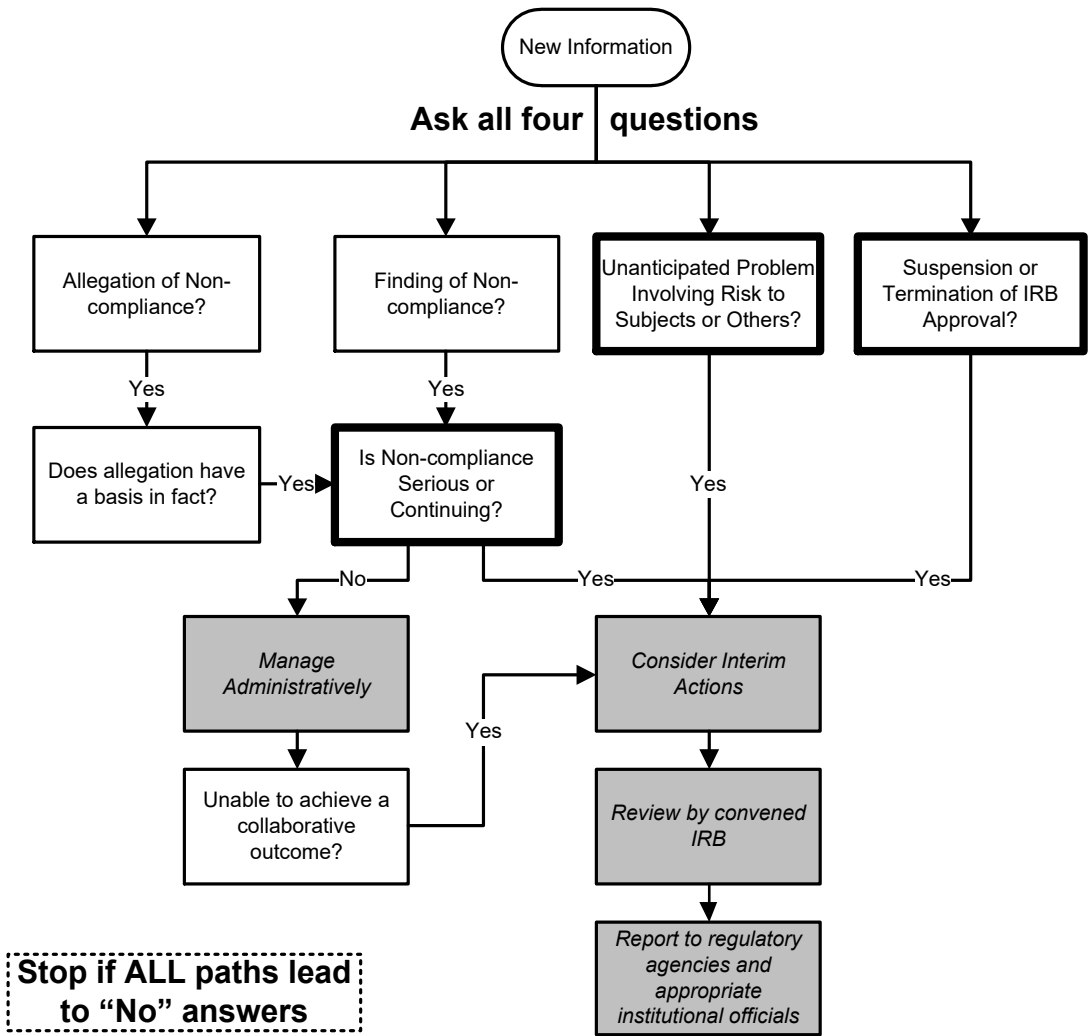 New Information
Ask all four questions
Allegation of Non-
compliance?
Finding of Non-
compliance?
Unanticipated Problem
Involving Risk to
Subjects or Others?
Suspension or
Termination of IRB
Approval?
Yes
Yes
Does allegation have
a basis in fact?
Yes
Is Non-compliance
Serious or
Continuing?
Yes
No
Yes
Yes
Manage
Administratively
Consider Interim
Actions
Yes
Unable to achieve a
collaborative
outcome?
Review by convened
IRB
Report to regulatory
agencies and
appropriate
institutional officials
Stop if ALL paths lead
to “No” answers